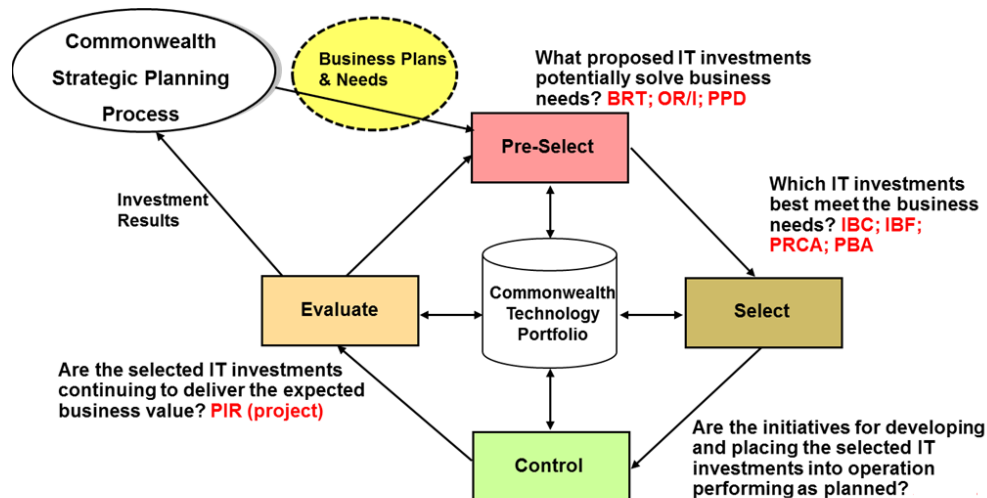 Commonwealth
Strategic Planning
Process
Business Plans
& Needs
What proposed IT investments
potentially solve business
needs? BRT; OR/I; PPD
Pre-Select
Which IT investments
best meet the business
needs? IBC; IBF;
PRCA; PBA
Investment
Results
Evaluate
Commonwealth
Technology
Portfolio
Select
Are the selected IT investments
continuing to deliver the expected
business value? PIR (project)
Control
Are the initiatives for developing
and placing the selected IT
investments into operation
performing as planned?